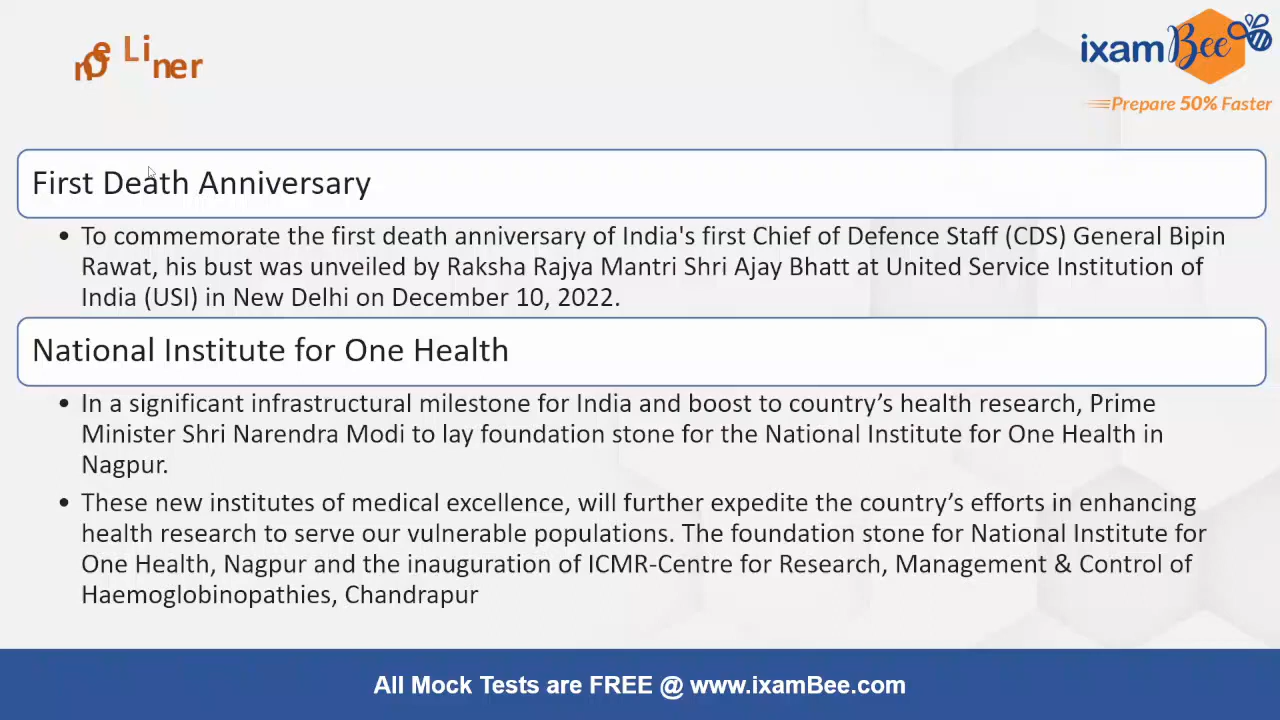 One Liner
ixamBee
Prepare 50% Faster
First Death Anniversary
• To commemorate the first death anniversary of India's first Chief of Defence Staff (CDS) General Bipin
Rawat, his bust was unveiled by Raksha Rajya Mantri Shri Ajay Bhatt at United Service Institution of
India (USI) in New Delhi on December 10, 2022.
National Institute for One Health
• In a significant infrastructural milestone for India and boost to country’s health research, Prime
Minister Shri Narendra Modi to lay foundation stone for the National Institute for One Health in
Nagpur.
• These new institutes of medical excellence, will further expedite the country’s efforts in enhancing
health research to serve our vulnerable populations. The foundation stone for National Institute for
One Health, Nagpur and the inauguration of ICMR-Centre for Research, Management & Control of
Haemoglobinopathies, Chandrapur
All Mock Tests are FREE @ www.ixamBee.com